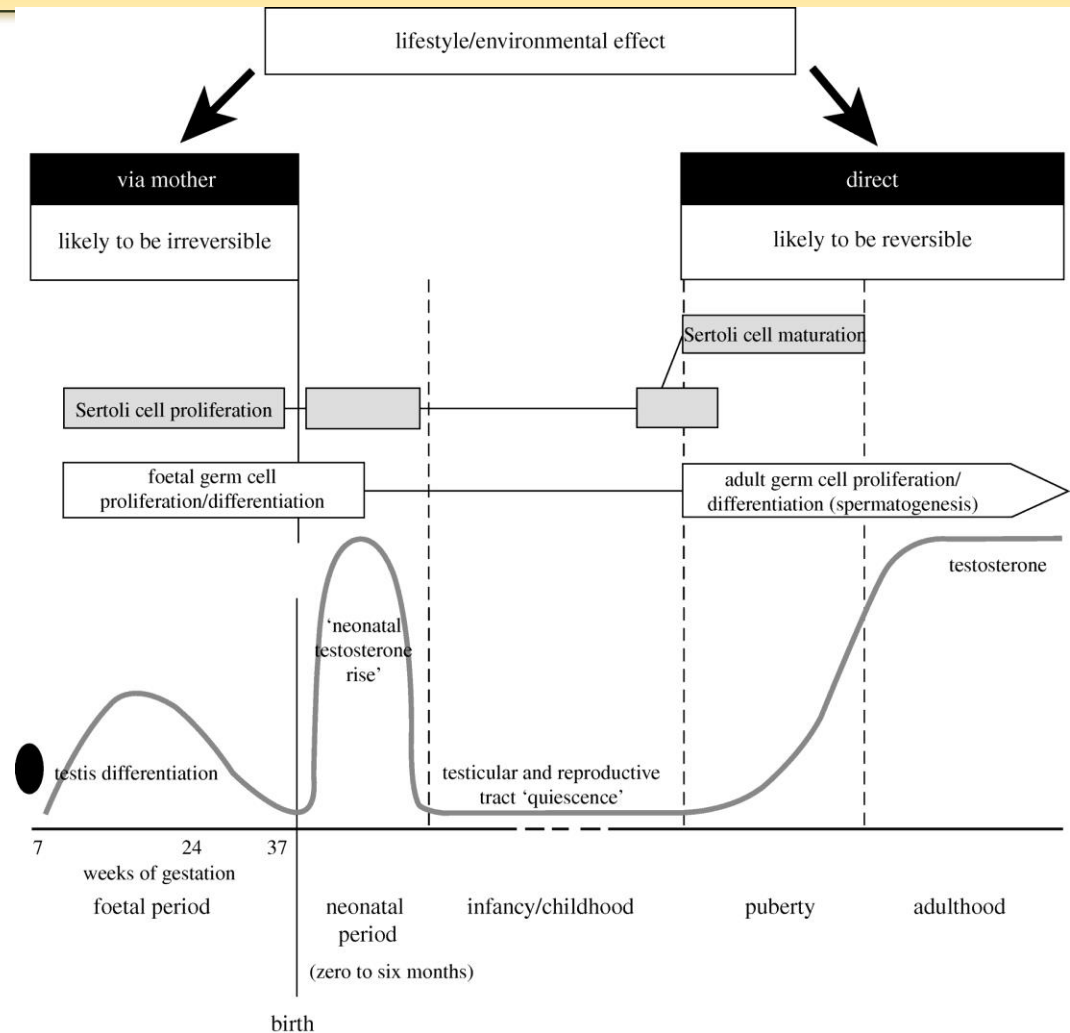 lifestyle/environmental effect
via mother
likely to be irreversible
direct
likely to be reversible
Sertoli cell maturation
Sertoli cell proliferation
foetal germ cell
proliferation/differentiation
adult germ cell proliferation/
differentiation (spermatogenesis)
testosterone
‘neonatal
testosterone
rise’
testis differentiation
testicular and reproductive
tract ‘quiescence’
7 24 37
weeks of gestation
foetal period
neonatal
period
(zero to six months)
infancy/childhood
puberty
adulthood
birth